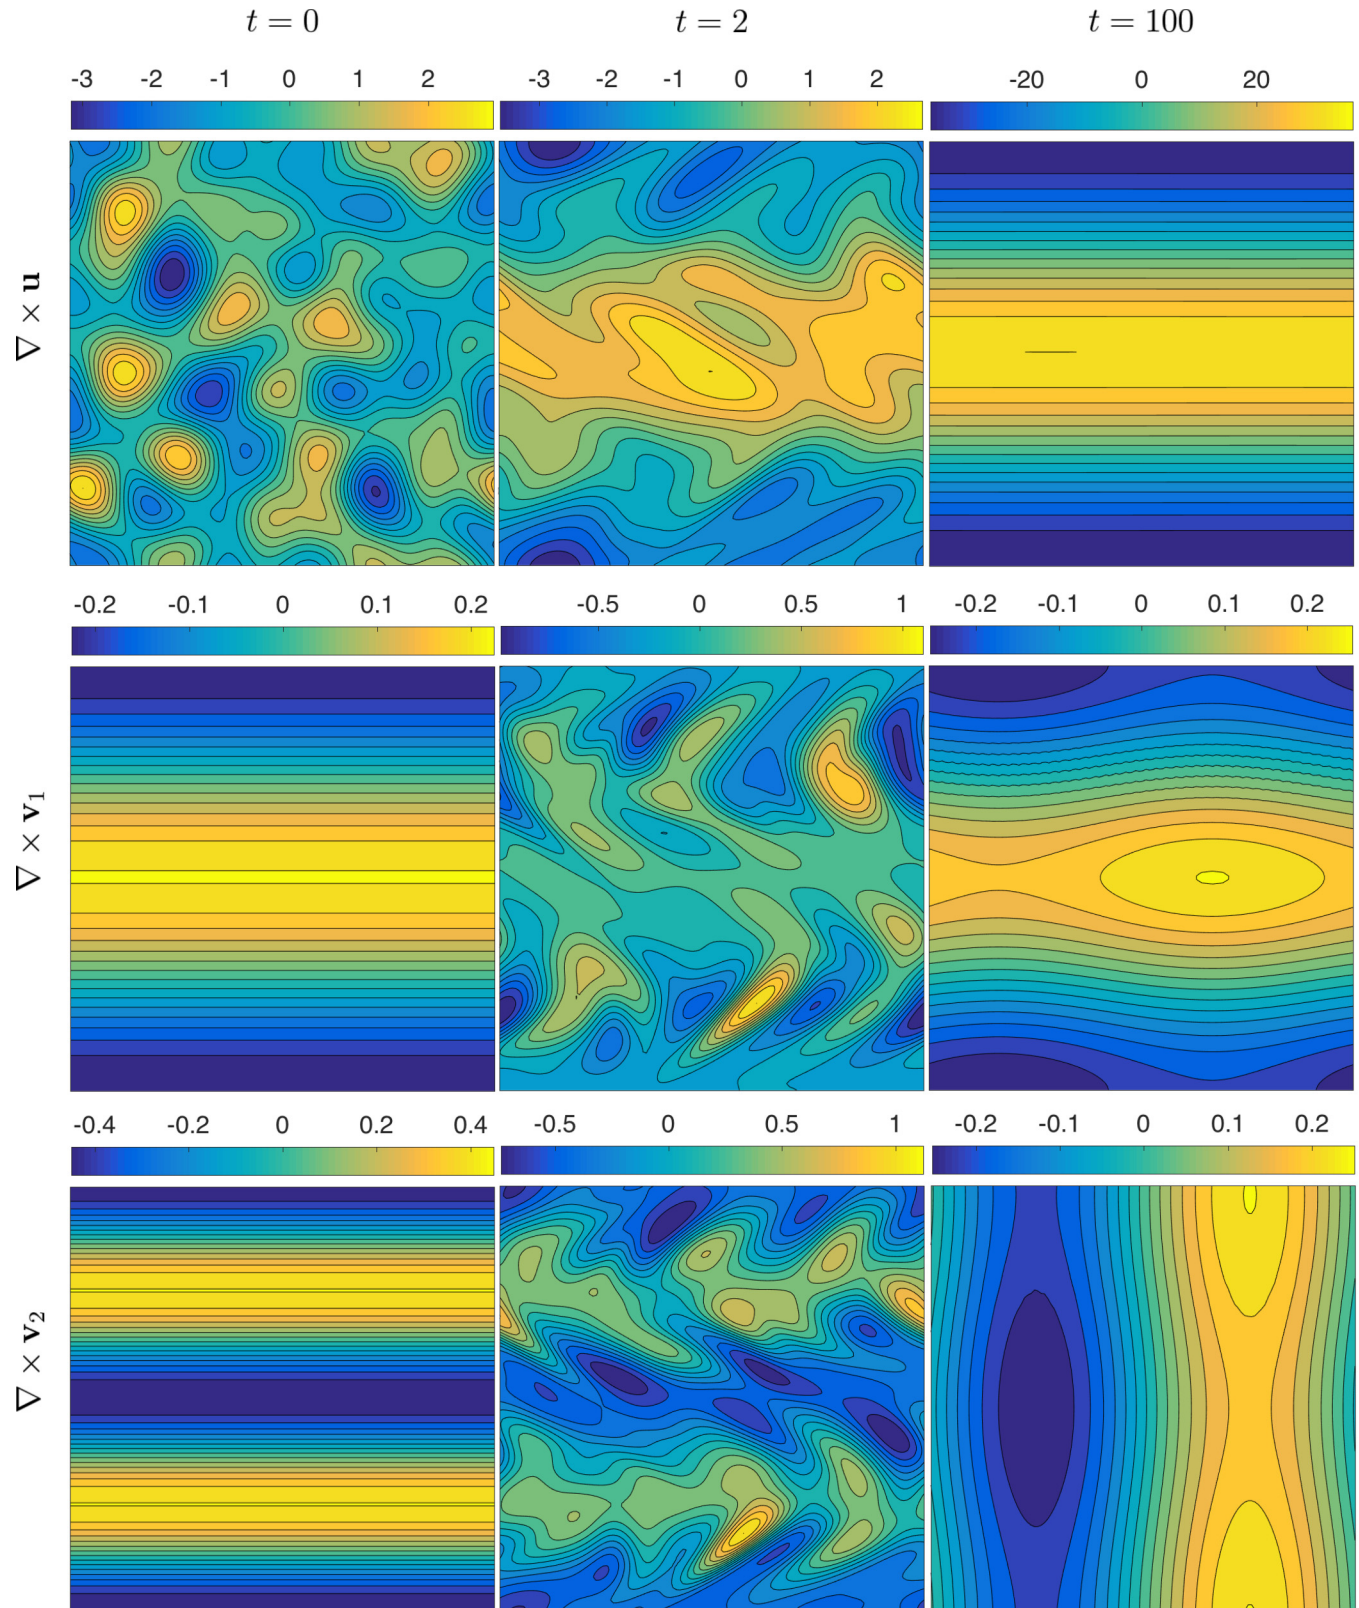 t = 0 t = 2 t = 100
-3 -2 -1 0 1 2 -3 -2 -1 0 1 2 -20 0 20
∇ × u
-0.2 -0.1 0 0.1 0.2 -0.5 0 0.5 1 -0.2 -0.1 0 0.1 0.2
∇ × v₁
-0.4 -0.2 0 0.2 0.4 -0.5 0 0.5 1 -0.2 -0.1 0 0.1 0.2
∇ × v₂